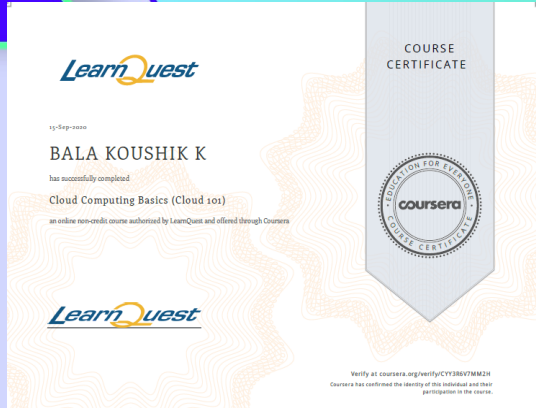 LearnQuest
COURSE
CERTIFICATE
15-Sep-2020
BALA KOUSHIK K
has successfully completed
Cloud Computing Basics (Cloud 101)
an online non-credit course authorized by LearnQuest and offered through Coursera
EDUCATION FOR EVERYONE
coursera
COURSE CERTIFICATE
LearnQuest
Verify at coursera.org/verify/CYY3R6V7MM2H
Coursera has confirmed the identity of this individual and their
participation in the course.